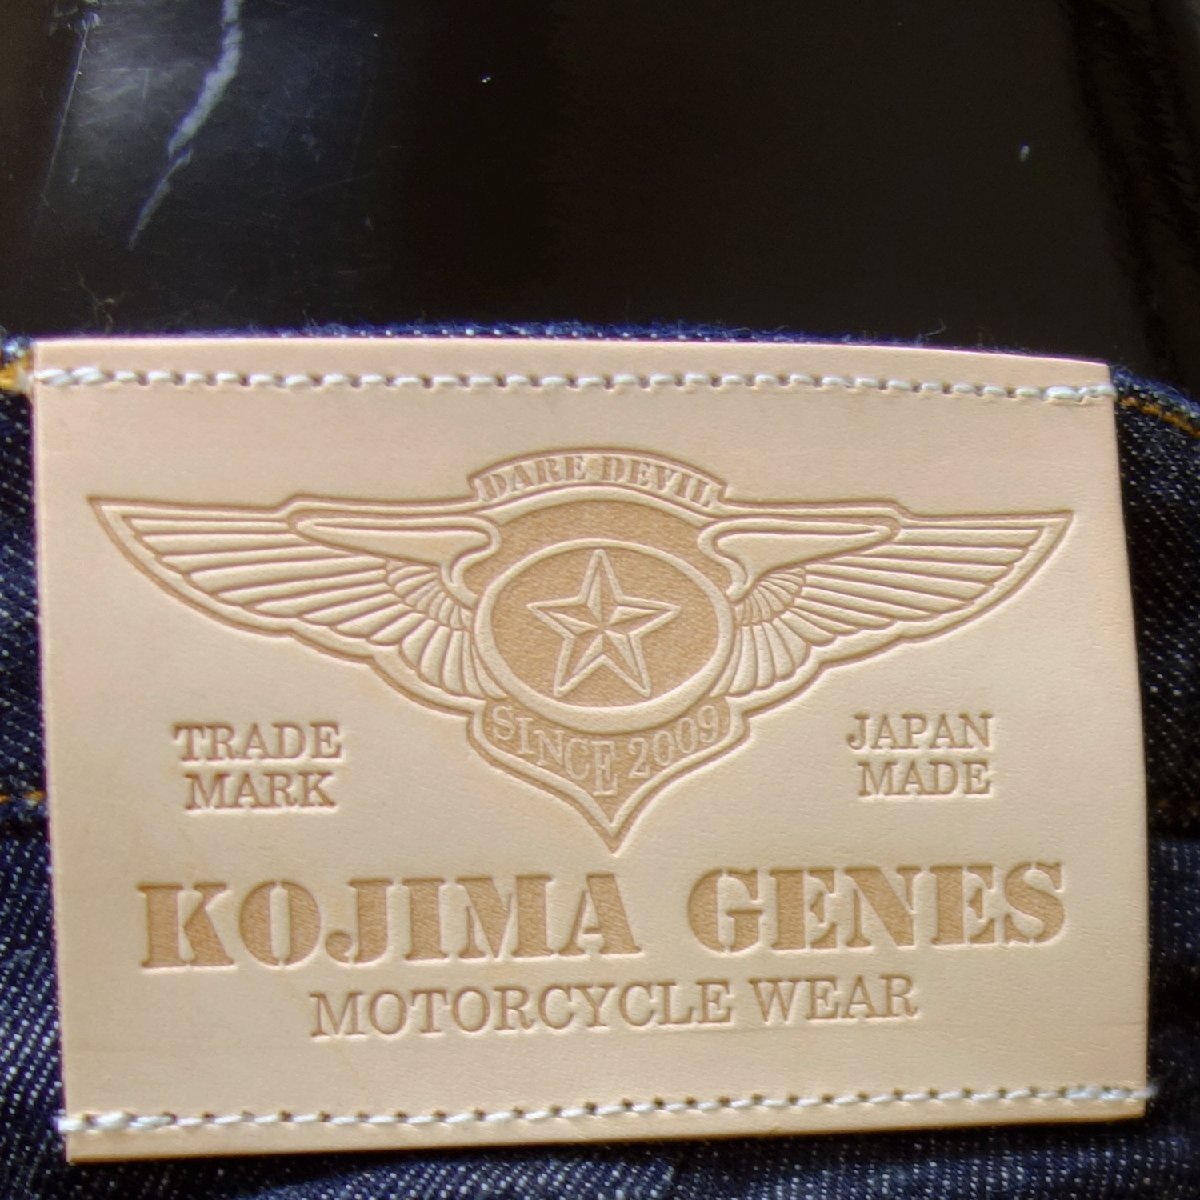 DARE DEVIL
SINCE 2009
TRADE
MARK
JAPAN
MADE
KOJIMA GENES
MOTORCYCLE WEAR